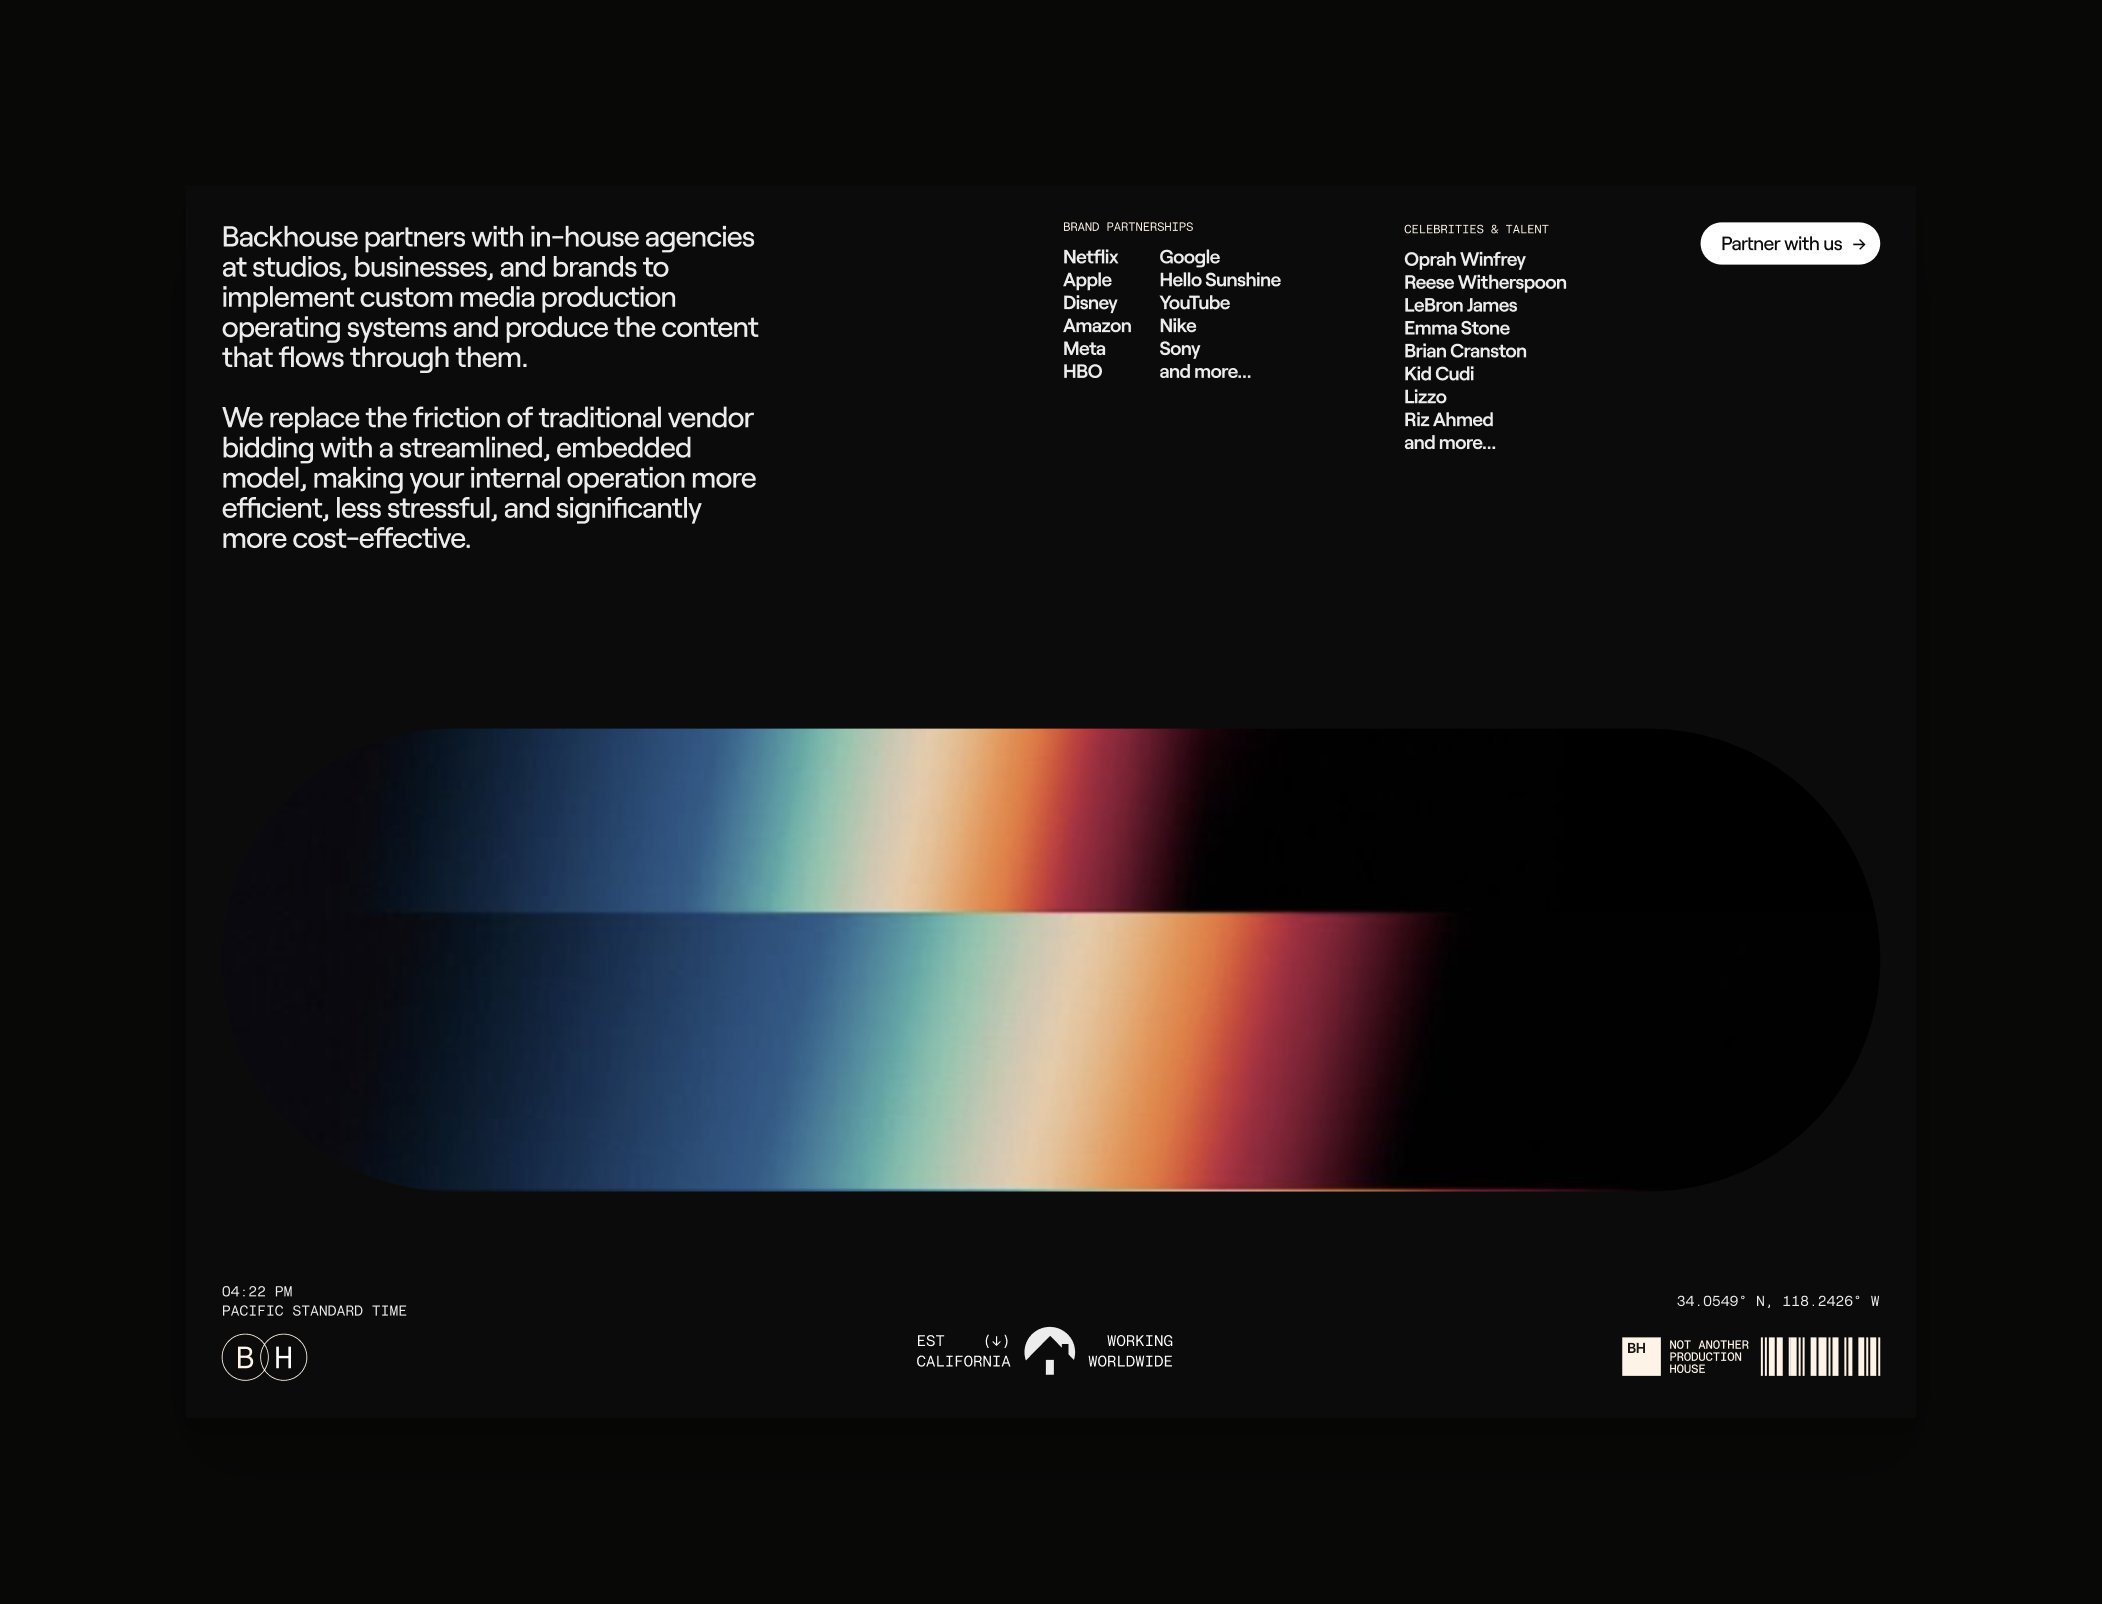 Backhouse partners with in-house agencies
at studios, businesses, and brands to
implement custom media production
operating systems and produce the content
that flows through them.
We replace the friction of traditional vendor
bidding with a streamlined, embedded
model, making your internal operation more
efficient, less stressful, and significantly
more cost-effective.
BRAND PARTNERSHIPS
Netflix
Apple
Disney
Amazon
Meta
HBO
Google
Hello Sunshine
YouTube
Nike
Sony
and more...
CELEBRITIES & TALENT
Oprah Winfrey
Reese Witherspoon
LeBron James
Emma Stone
Brian Cranston
Kid Cudi
Lizzo
Riz Ahmed
and more...
Partner with us →
04:22 PM
PACIFIC STANDARD TIME
B H
EST (↓)
CALIFORNIA
WORKING
WORLDWIDE
34.0549° N, 118.2426° W
BH
NOT ANOTHER
PRODUCTION
HOUSE